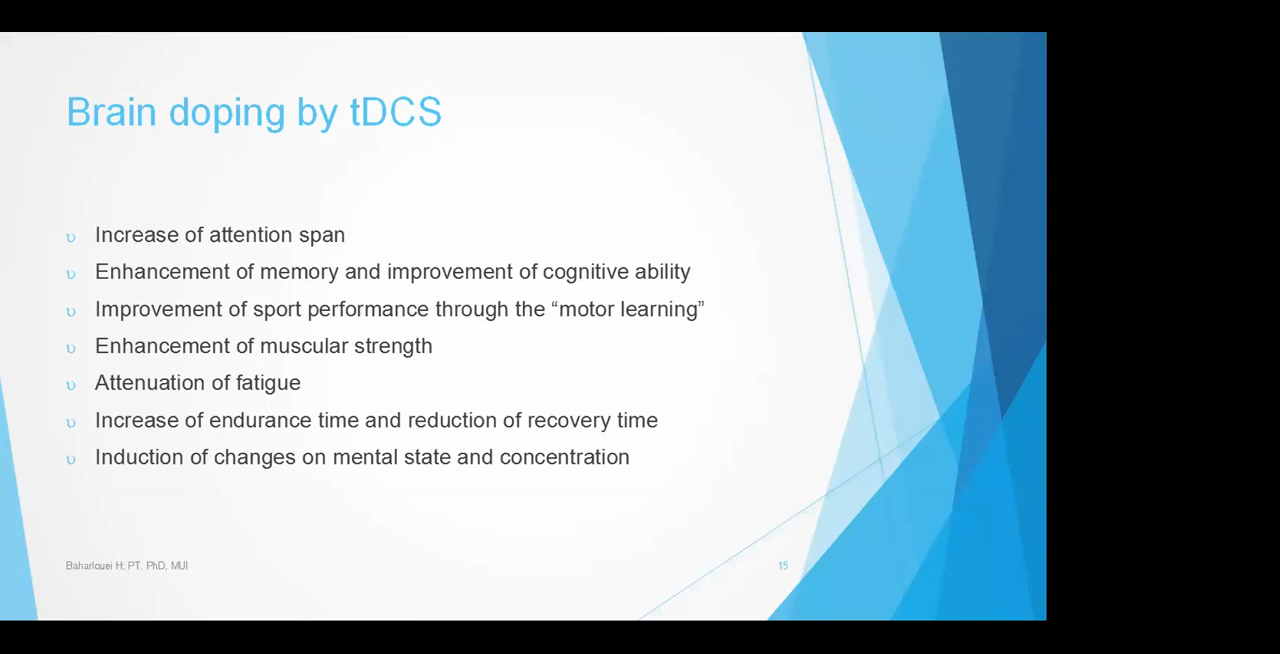 Brain doping by tDCS
υ Increase of attention span
υ Enhancement of memory and improvement of cognitive ability
υ Improvement of sport performance through the “motor learning”
υ Enhancement of muscular strength
υ Attenuation of fatigue
υ Increase of endurance time and reduction of recovery time
υ Induction of changes on mental state and concentration
Baharlouei H; PT. PhD, MUI
15